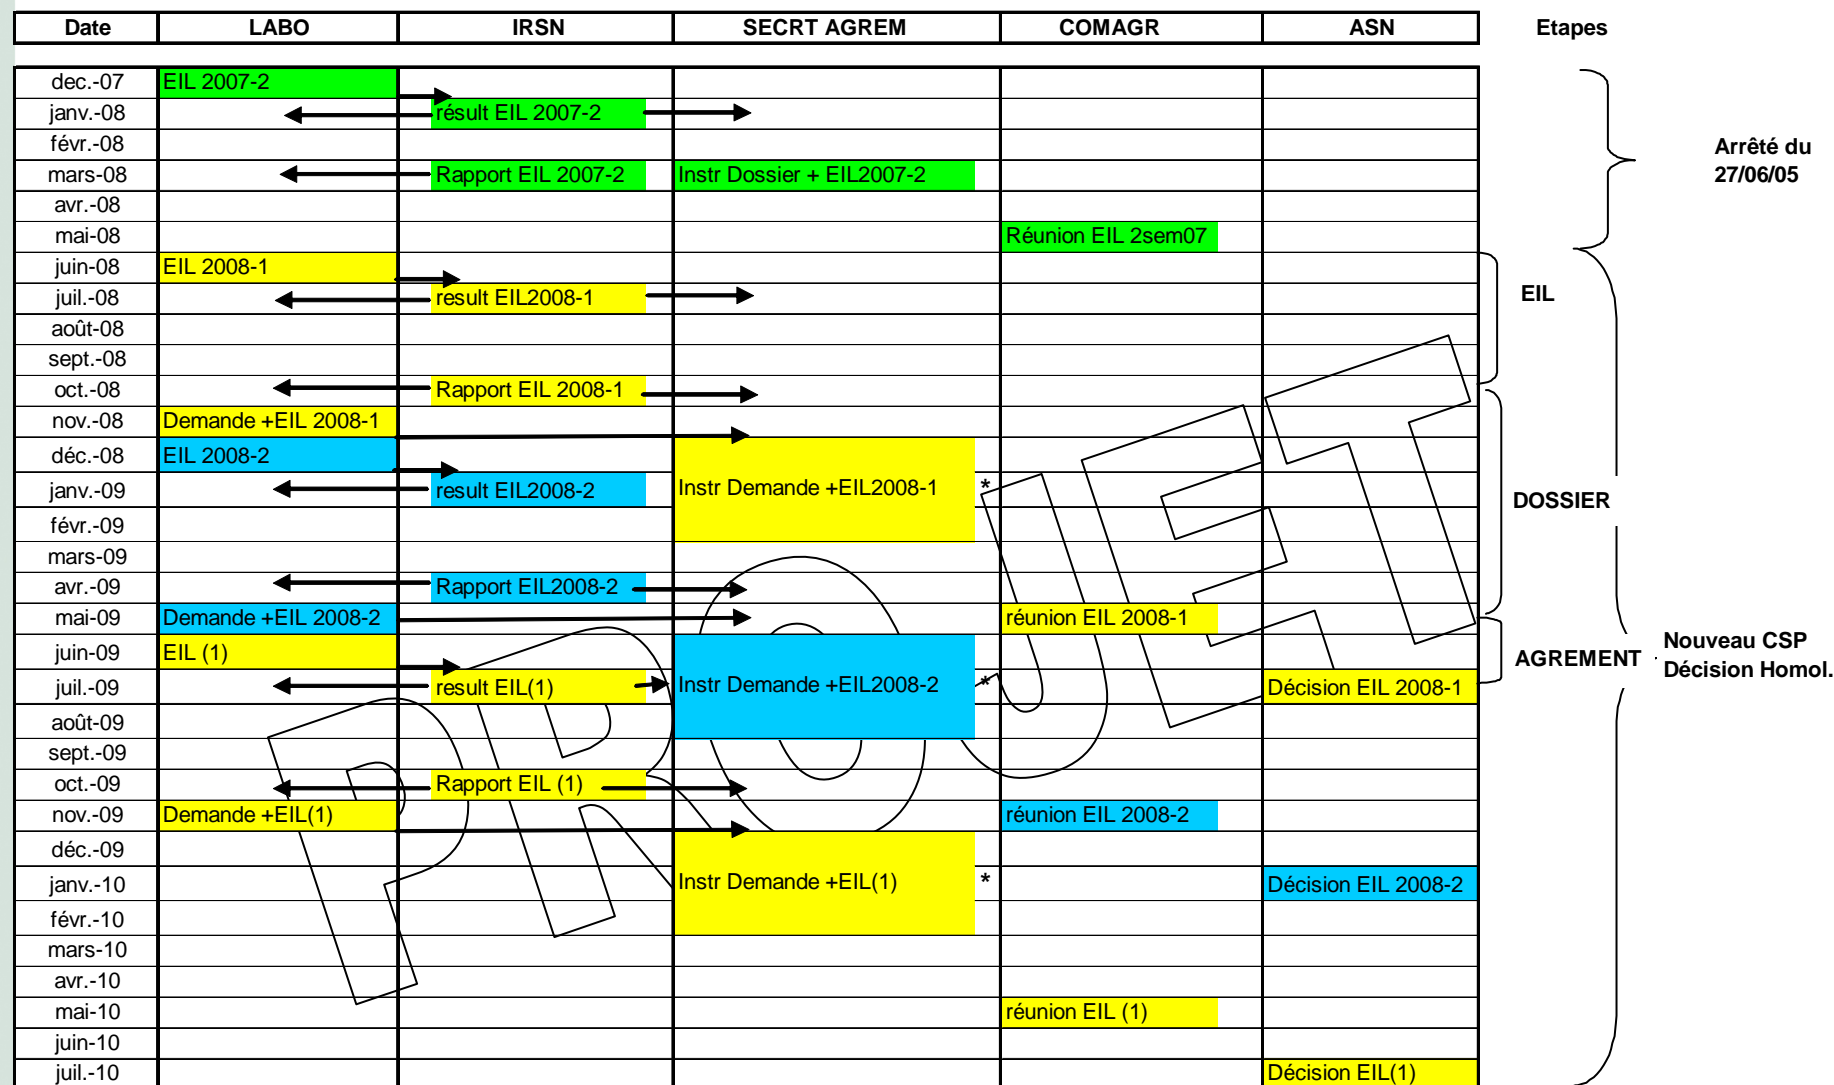 Date LABO IRSN SECRT AGREM COMAGR ASN Etapes
dec.-07 EIL 2007-2
janv.-08 résult EIL 2007-2
févr.-08
mars-08 Rapport EIL 2007-2 Instr Dossier + EIL2007-2
Arrêté du
27/06/05
avr.-08
mai-08 Réunion EIL 2sem07
juin-08 EIL 2008-1
juil.-08 result EIL2008-1 EIL
août-08
sept.-08
oct.-08 Rapport EIL 2008-1
nov.-08 Demande +EIL 2008-1
déc.-08 EIL 2008-2
janv.-09 result EIL2008-2 Instr Demande +EIL2008-1 *
DOSSIER
févr.-09
mars-09
avr.-09 Rapport EIL2008-2
mai-09 Demande +EIL 2008-2 réunion EIL 2008-1
juin-09 EIL (1)
AGREMENT
Nouveau CSP
Décision Homol.
juil.-09 result EIL(1) Instr Demande +EIL2008-2 * Décision EIL 2008-1
août-09
sept.-09
oct.-09 Rapport EIL (1)
nov.-09 Demande +EIL(1) réunion EIL 2008-2
déc.-09
janv.-10 Instr Demande +EIL(1) * Décision EIL 2008-2
févr.-10
mars-10
avr.-10
mai-10 réunion EIL (1)
juin-10
juil.-10 Décision EIL(1)
PROJET